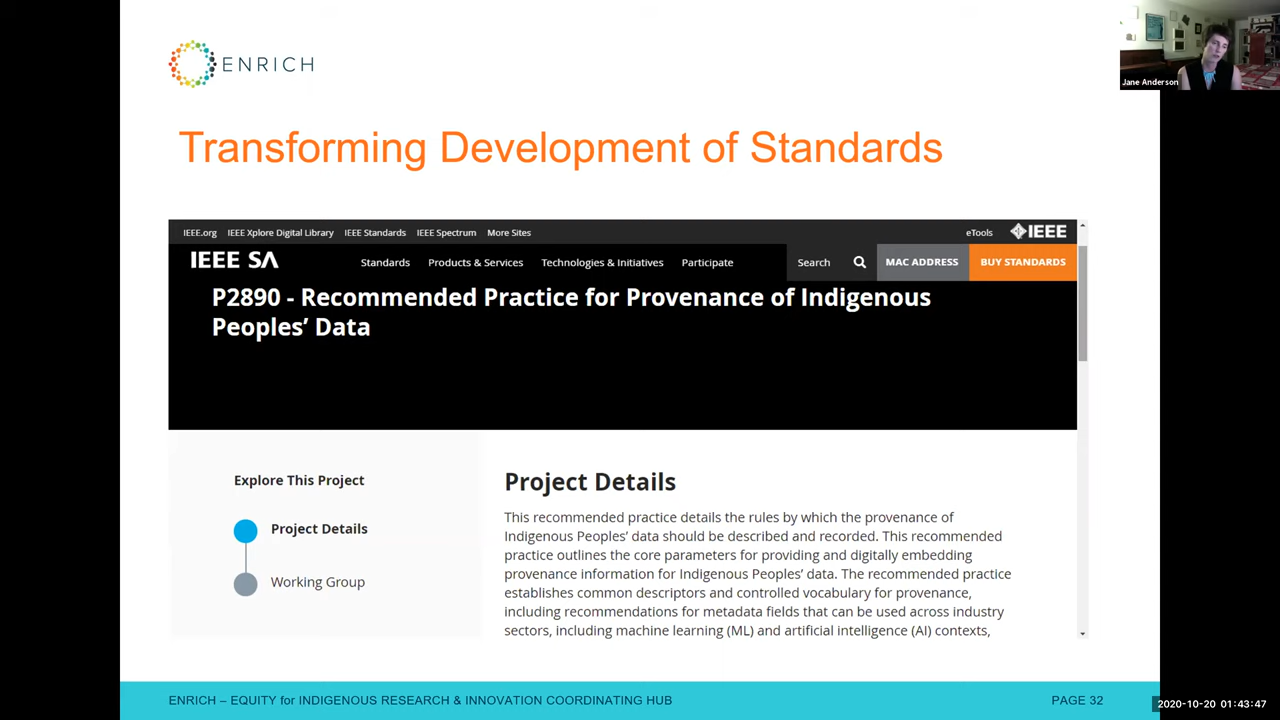 ENRICH
Jane Anderson
Transforming Development of Standards
IEEE.org IEEE Xplore Digital Library IEEE Standards IEEE Spectrum More Sites eTools IEEE
IEEE SA Standards Products & Services Technologies & Initiatives Participate Search MAC ADDRESS BUY STANDARDS
P2890 - Recommended Practice for Provenance of Indigenous
Peoples’ Data
Explore This Project
Project Details
Working Group
Project Details
This recommended practice details the rules by which the provenance of
Indigenous Peoples’ data should be described and recorded. This recommended
practice outlines the core parameters for providing and digitally embedding
provenance information for Indigenous Peoples’ data. The recommended practice
establishes common descriptors and controlled vocabulary for provenance,
including recommendations for metadata fields that can be used across industry
sectors, including machine learning (ML) and artificial intelligence (AI) contexts,
ENRICH – EQUITY for INDIGENOUS RESEARCH & INNOVATION COORDINATING HUB PAGE 32
2020-10-20 01:43:47